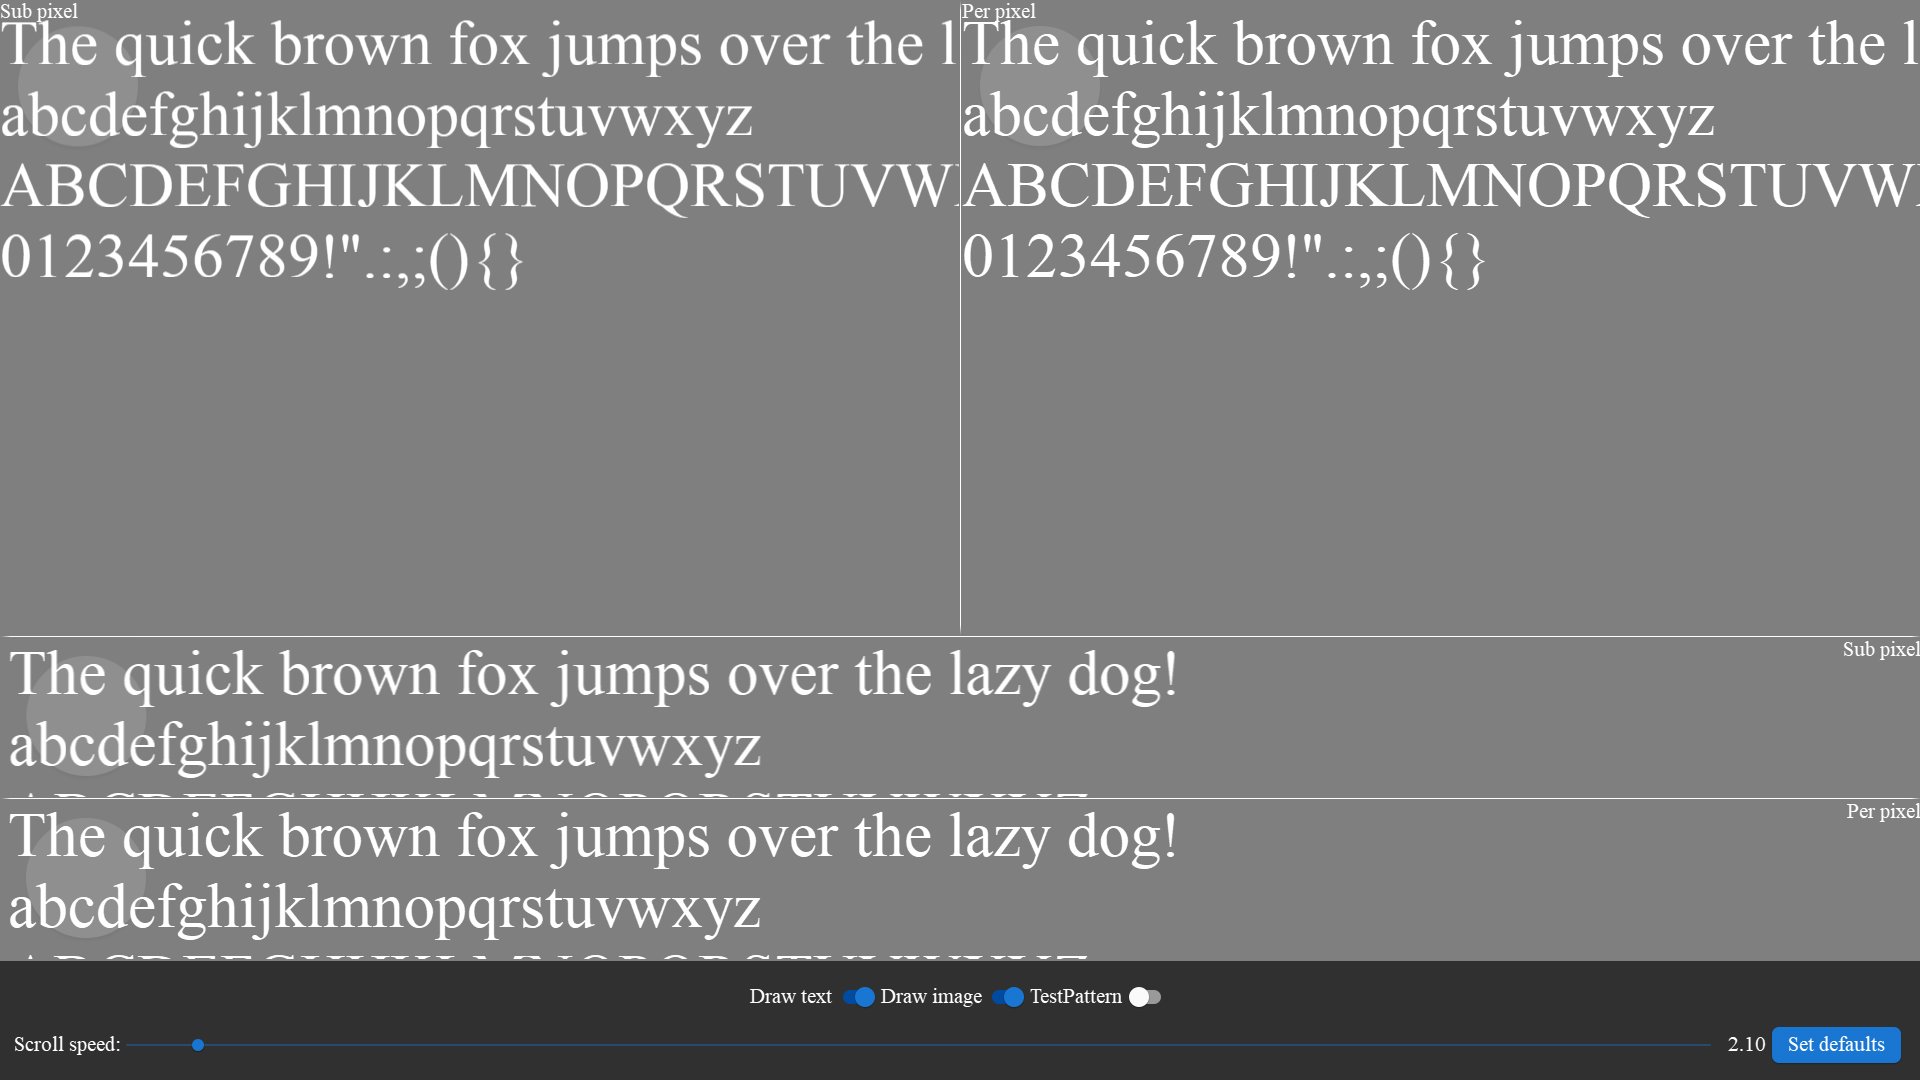 Sub pixel
The quick brown fox jumps over the l
abcdefghijklmnopqrstuvwxyz
ABCDEFGHIJKLMNOPQRSTUVW
0123456789!".:,;(){}
Per pixel
The quick brown fox jumps over the l
abcdefghijklmnopqrstuvwxyz
ABCDEFGHIJKLMNOPQRSTUVW
0123456789!".:,;(){}
Sub pixel
The quick brown fox jumps over the lazy dog!
abcdefghijklmnopqrstuvwxyz
Per pixel
The quick brown fox jumps over the lazy dog!
abcdefghijklmnopqrstuvwxyz
Draw text Draw image TestPattern
Scroll speed: 2.10 Set defaults